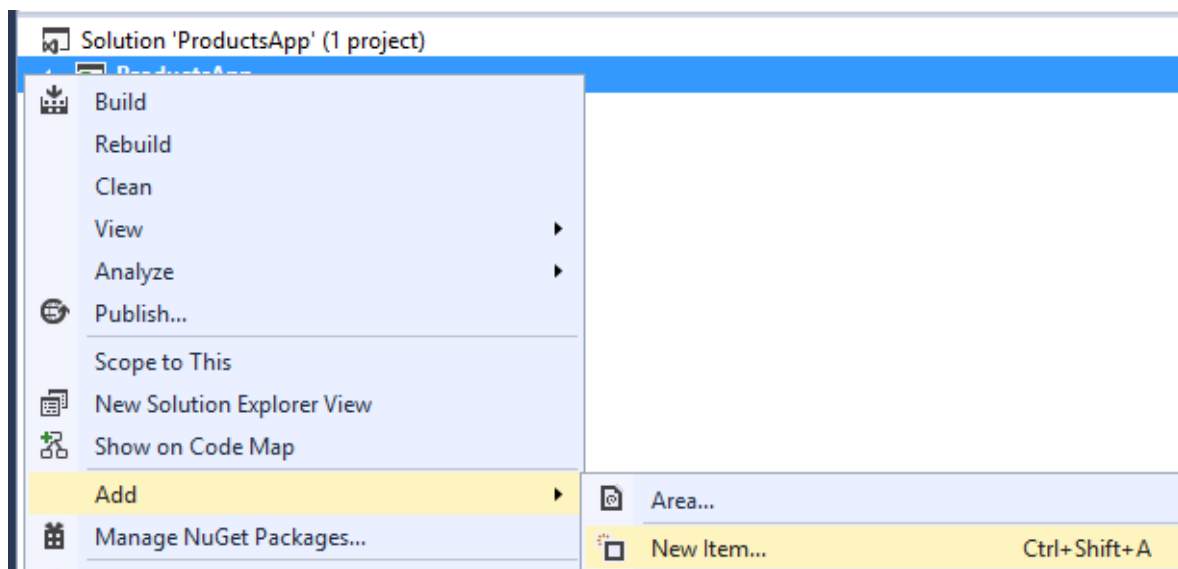 Solution 'ProductsApp' (1 project)
ProductsApp
Build
Rebuild
Clean
View
Analyze
Publish...
Scope to This
New Solution Explorer View
Show on Code Map
Add
Area...
Manage NuGet Packages...
New Item... Ctrl+Shift+A